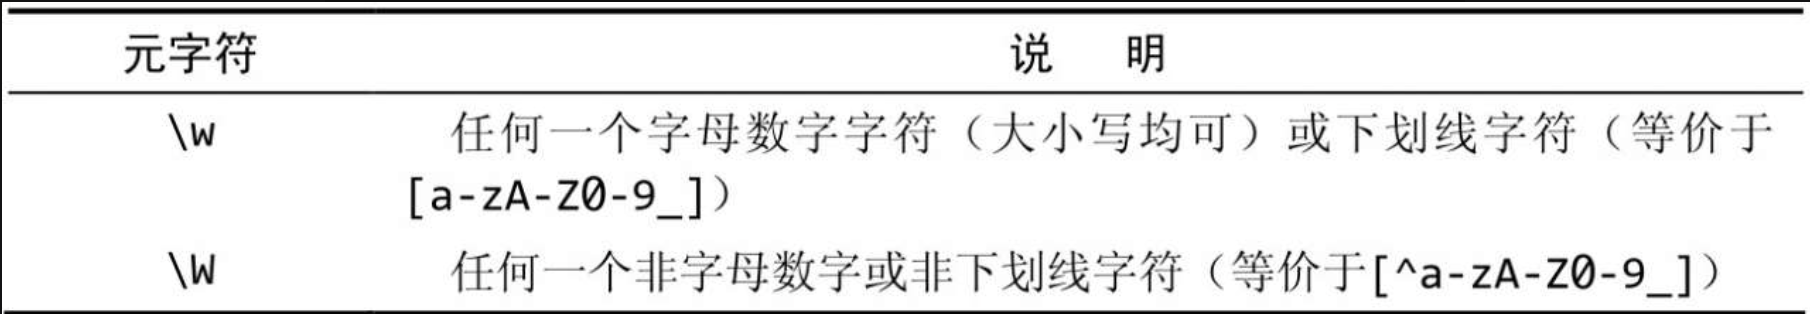 元字符 说 明
\w 任何一个字母数字字符（大小写均可）或下划线字符（等价于
[a-zA-Z0-9_]）
\W 任何一个非字母数字或非下划线字符（等价于[^a-zA-Z0-9_]）